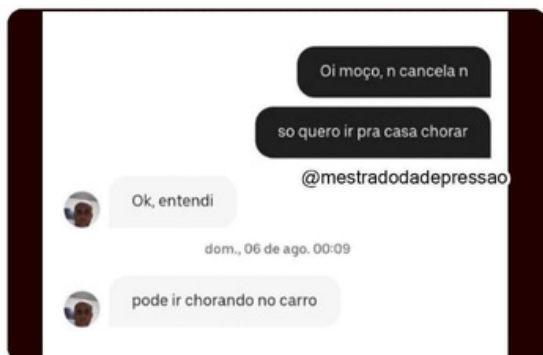 Oi moço, n cancela n
so quero ir pra casa chorar
@mestradodadepressao
Ok, entendi
dom., 06 de ago. 00:09
pode ir chorando no carro